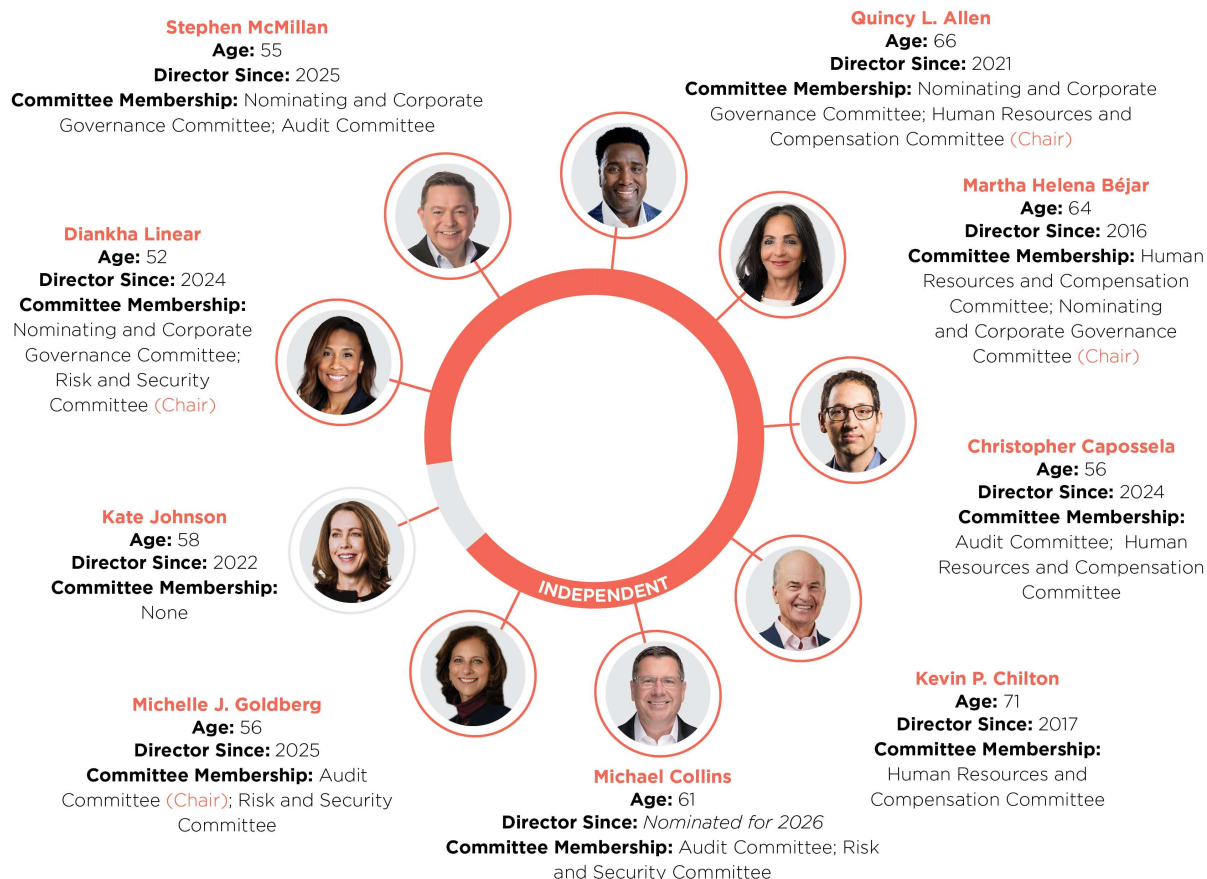 Stephen McMillan
Age: 55
Director Since: 2025
Committee Membership: Nominating and Corporate
Governance Committee; Audit Committee
Quincy L. Allen
Age: 66
Director Since: 2021
Committee Membership: Nominating and Corporate
Governance Committee; Human Resources and
Compensation Committee (Chair)
Martha Helena Béjar
Age: 64
Director Since: 2016
Committee Membership: Human
Resources and Compensation
Committee; Nominating
and Corporate Governance
Committee (Chair)
Diankha Linear
Age: 52
Director Since: 2024
Committee Membership:
Nominating and Corporate
Governance Committee;
Risk and Security
Committee (Chair)
Christopher Capossela
Age: 56
Director Since: 2024
Committee Membership:
Audit Committee; Human
Resources and Compensation
Committee
Kate Johnson
Age: 58
Director Since: 2022
Committee Membership:
None
INDEPENDENT
Kevin P. Chilton
Age: 71
Director Since: 2017
Committee Membership:
Human Resources and
Compensation Committee
Michelle J. Goldberg
Age: 56
Director Since: 2025
Committee Membership: Audit
Committee (Chair); Risk and Security
Committee
Michael Collins
Age: 61
Director Since: Nominated for 2026
Committee Membership: Audit Committee; Risk
and Security Committee